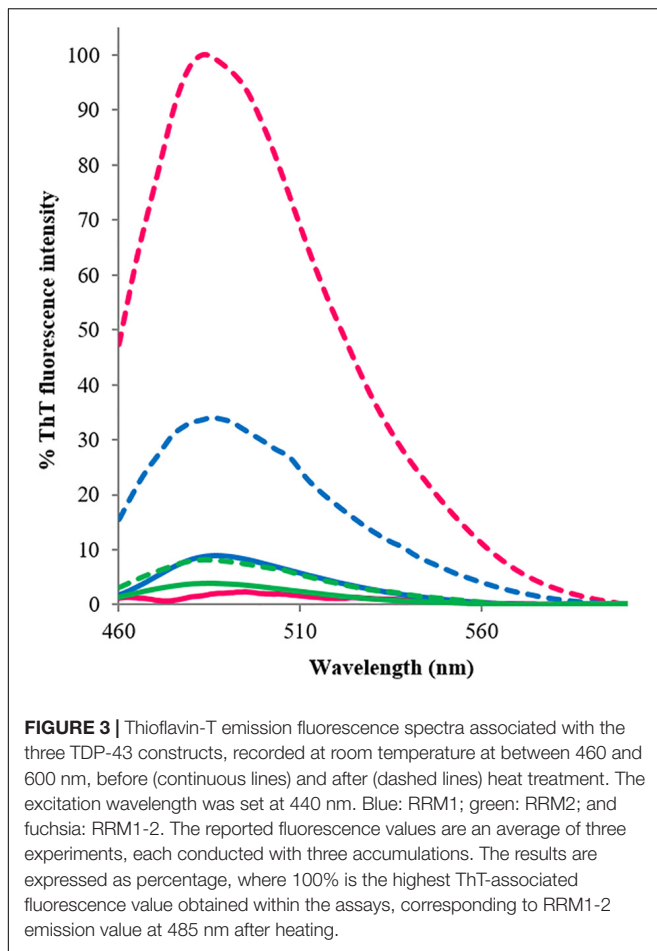 100
90
80
70
60
50
40
30
20
10
0
% ThT fluorescence intensity
460 510 560
Wavelength (nm)
FIGURE 3 | Thioflavin-T emission fluorescence spectra associated with the
three TDP-43 constructs, recorded at room temperature at between 460 and
600 nm, before (continuous lines) and after (dashed lines) heat treatment. The
excitation wavelength was set at 440 nm. Blue: RRM1; green: RRM2; and
fuchsia: RRM1-2. The reported fluorescence values are an average of three
experiments, each conducted with three accumulations. The results are
expressed as percentage, where 100% is the highest ThT-associated
fluorescence value obtained within the assays, corresponding to RRM1-2
emission value at 485 nm after heating.